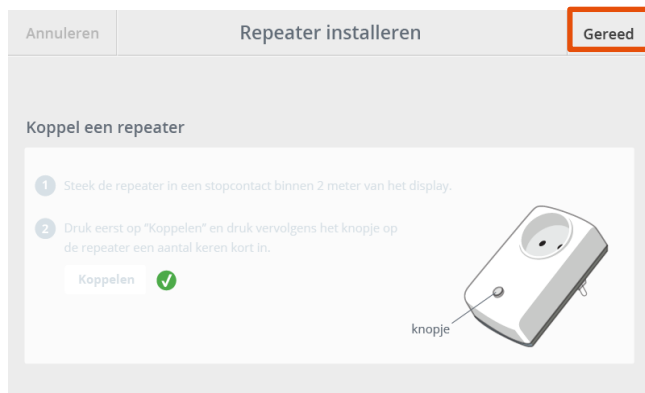 Annuleren
Repeater installeren
Gereed
Koppel een repeater
1 Steek de repeater in een stopcontact binnen 2 meter van het display.
2 Druk eerst op "Koppelen" en druk vervolgens het knopje op
de repeater een aantal keren kort in.
Koppelen
knopje